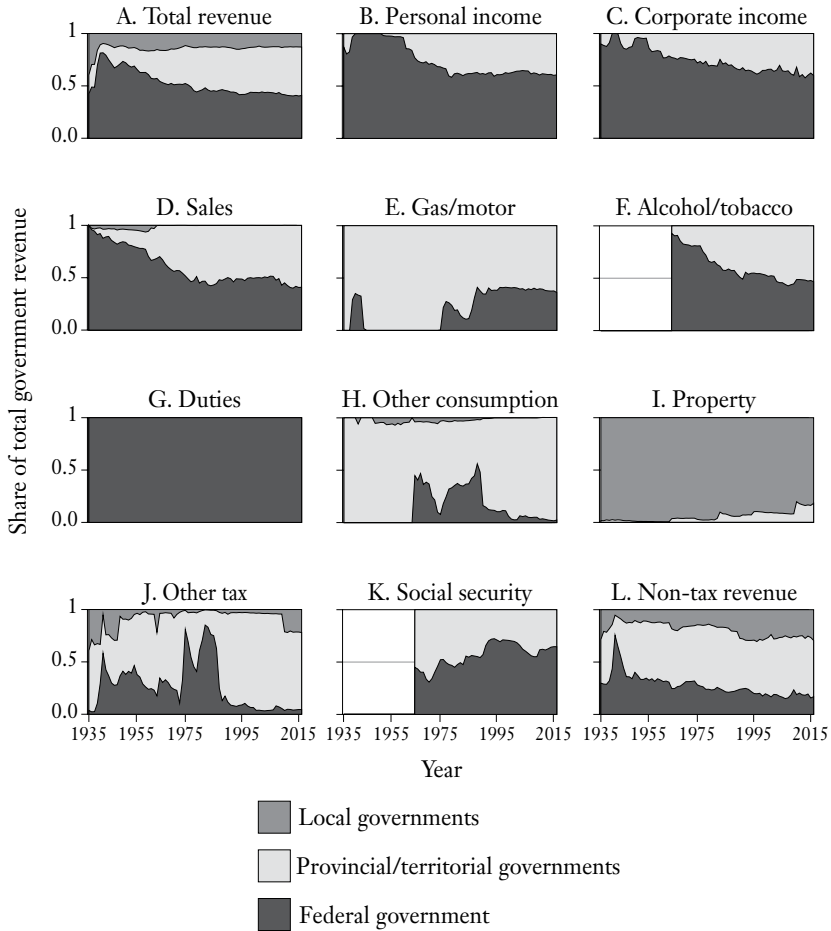 A. Total revenue
B. Personal income
C. Corporate income
1
0.5
0.0
D. Sales
E. Gas/motor
F. Alcohol/tobacco
1
0.5
0.0
G. Duties
H. Other consumption
I. Property
1
0.5
0.0
J. Other tax
K. Social security
L. Non-tax revenue
1
0.5
0.0
1935 1955 1975 1995 2015
1935 1955 1975 1995 2015
1935 1955 1975 1995 2015
Share of total government revenue
Year
Local governments
Provincial/territorial governments
Federal government